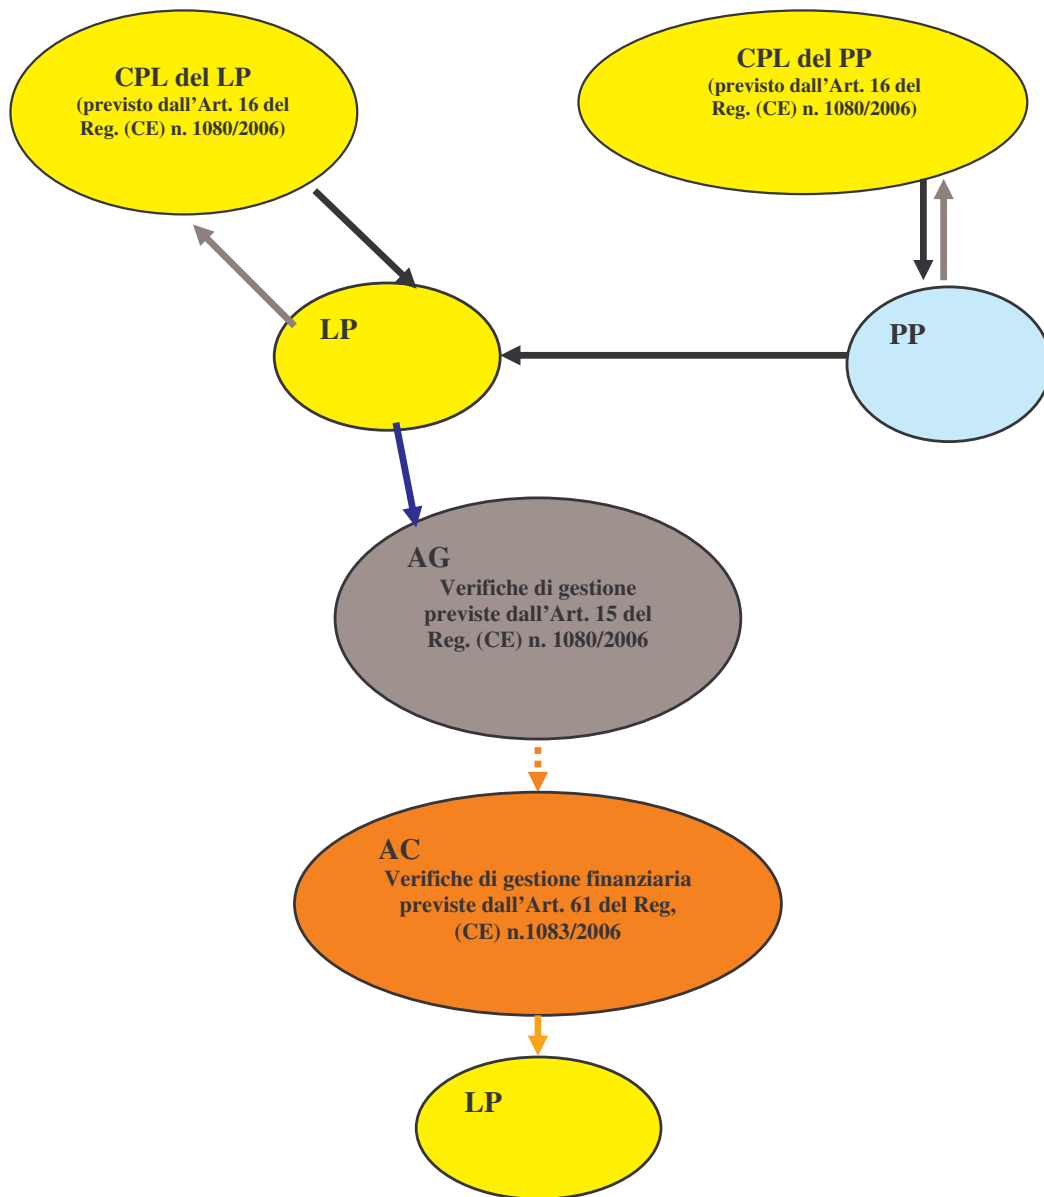 CPL del LP
(previsto dall’Art. 16 del
Reg. (CE) n. 1080/2006)
CPL del PP
(previsto dall’Art. 16 del
Reg. (CE) n. 1080/2006)
LP
PP
AG
Verifiche di gestione
previste dall’Art. 15 del
Reg. (CE) n. 1080/2006
AC
Verifiche di gestione finanziaria
previste dall’Art. 61 del Reg,
(CE) n.1083/2006
LP